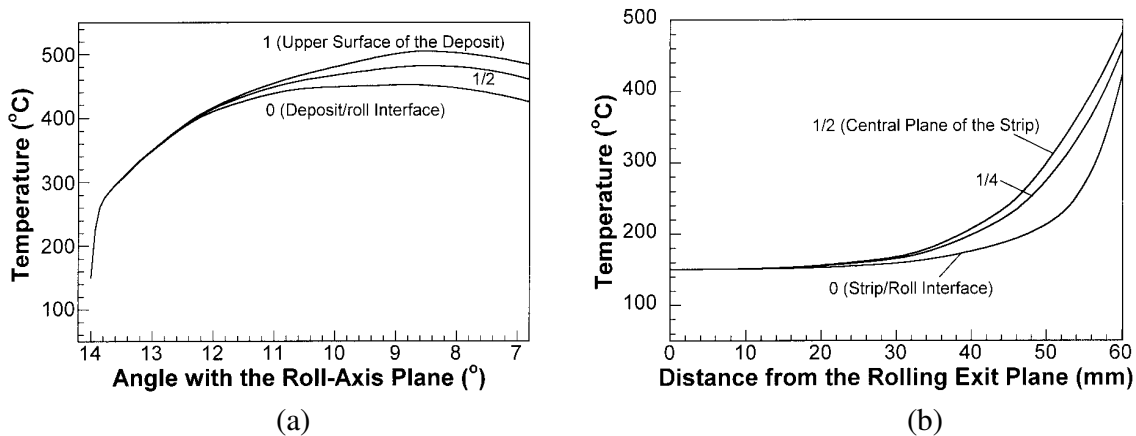 1 (Upper Surface of the Deposit)
1/2
0 (Deposit/roll Interface)
500
400
300
200
100
Temperature (°C)
14 13 12 11 10 9 8 7
Angle with the Roll-Axis Plane (°)
(a)
500
400
300
200
100
Temperature (°C)
1/2 (Central Plane of the Strip)
1/4
0 (Strip/Roll Interface)
0 10 20 30 40 50 60
Distance from the Rolling Exit Plane (mm)
(b)